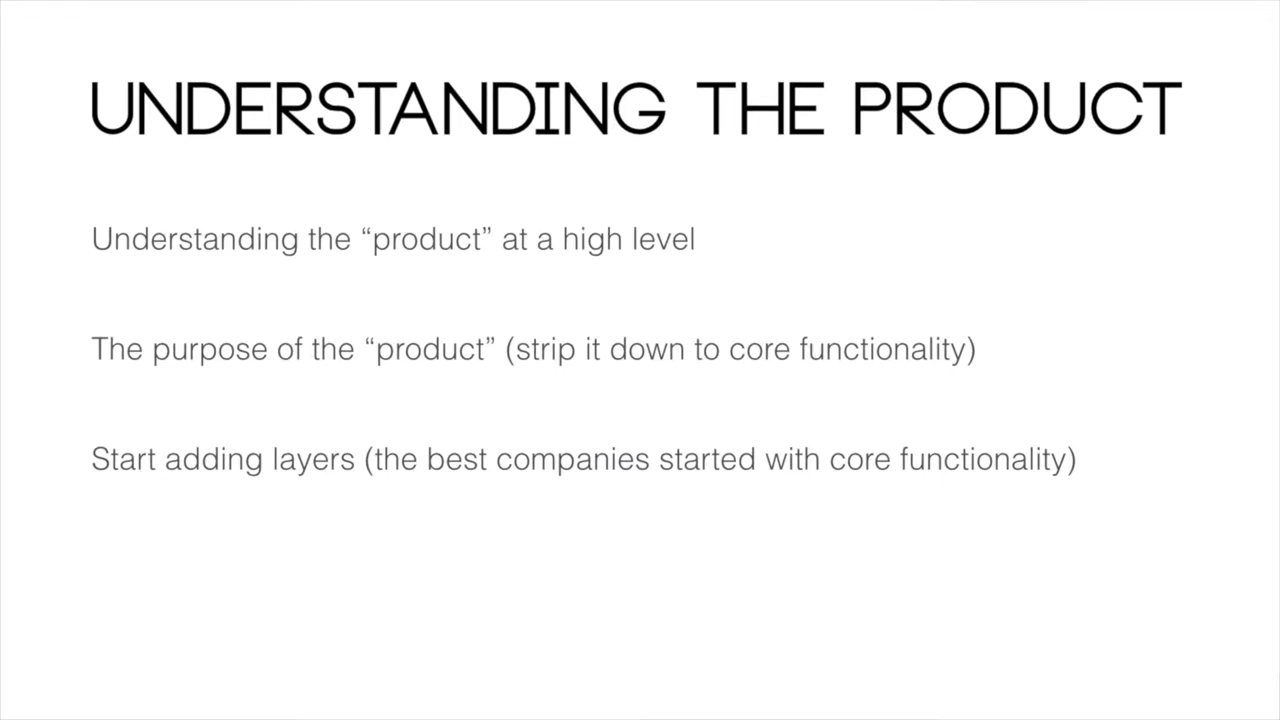 UNDERSTANDING THE PRODUCT
Understanding the “product” at a high level
The purpose of the “product” (strip it down to core functionality)
Start adding layers (the best companies started with core functionality)